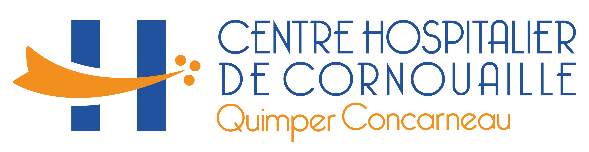 CENTRE HOSPITALIER
DE CORNOUAILLE
Quimper Concarneau